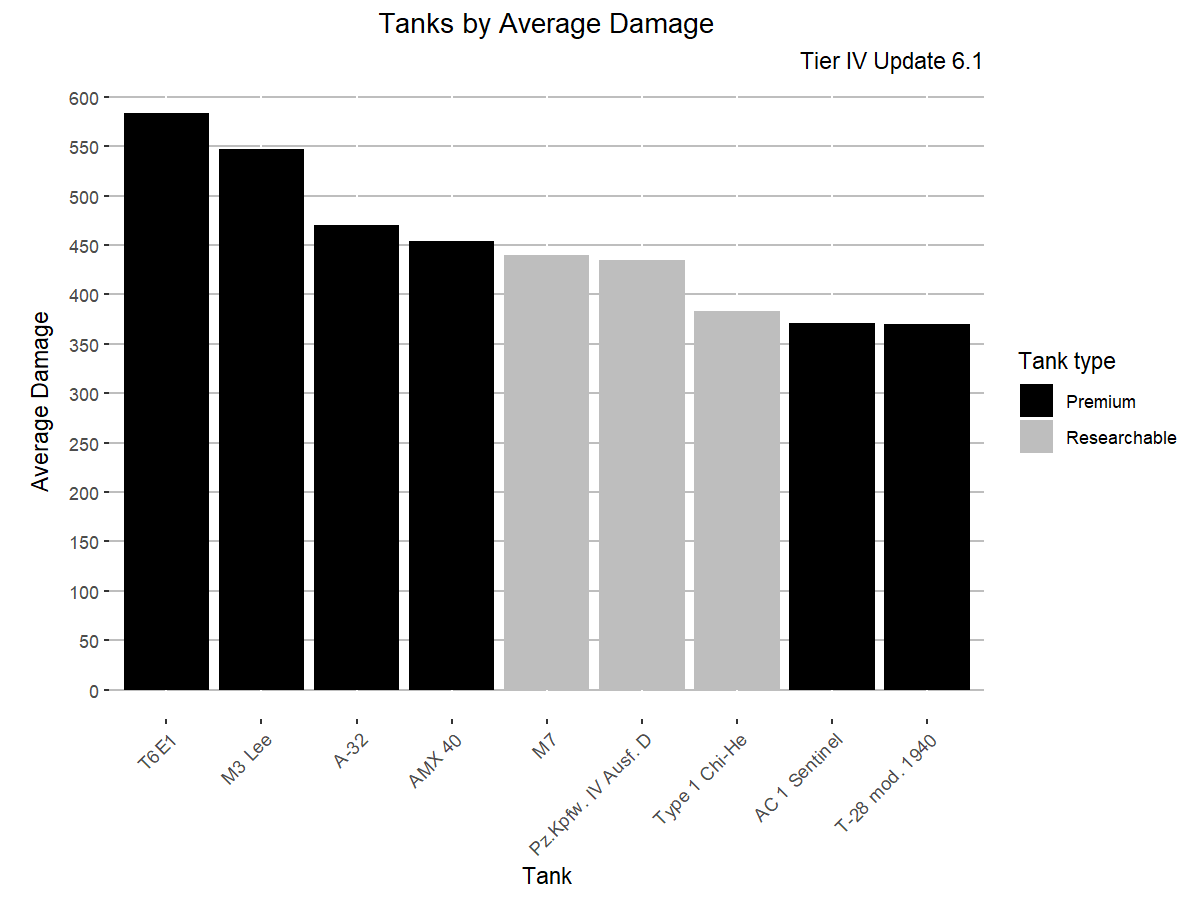 Tanks by Average Damage
Tier IV Update 6.1
Average Damage
600
550
500
450
400
350
300
250
200
150
100
50
0
T6E1
M3 Lee
A-32
AMX 40
M7
Pz.Kpfw. IV Ausf. D
Type 1 Chi-He
AC 1 Sentinel
T-28 mod. 1940
Tank
Tank type
Premium
Researchable